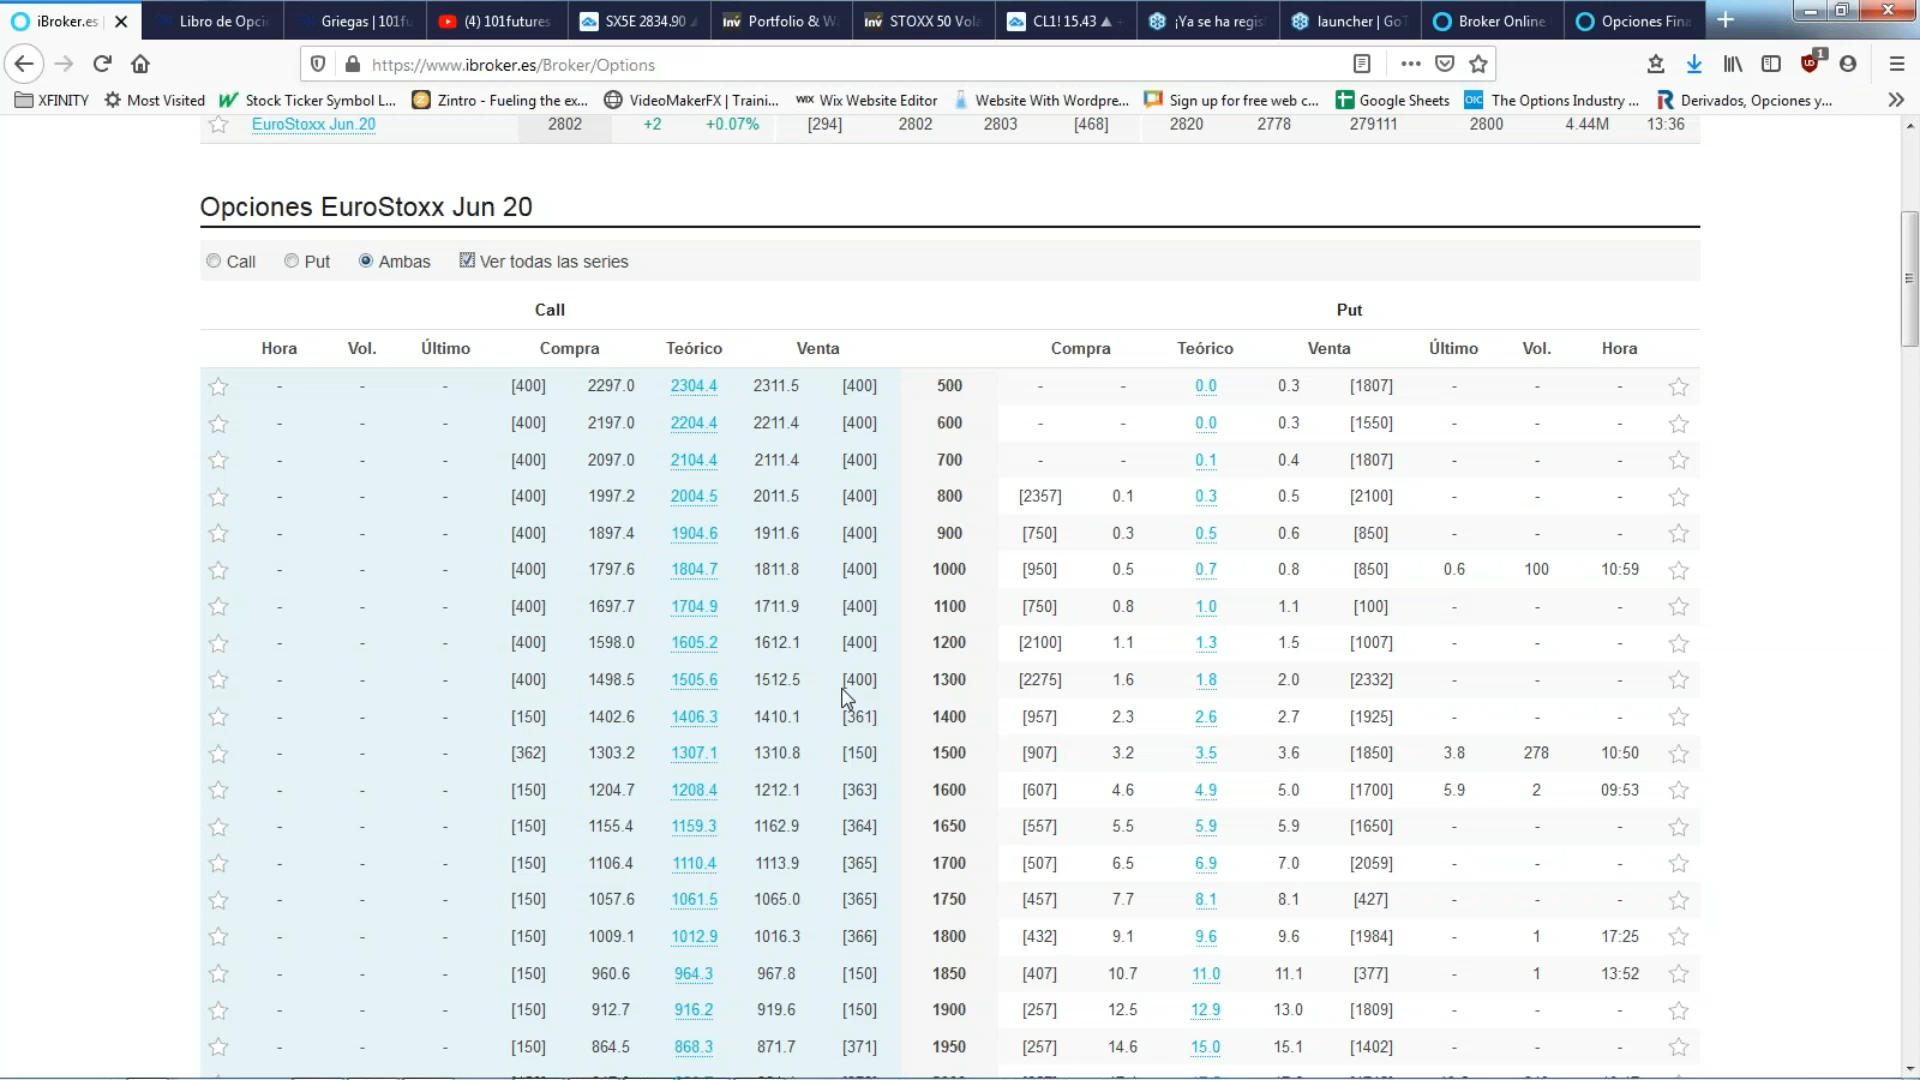 iBroker.es
Libro de Opci
Griegas | 101fu
(4) 101futures
SX5E 2834.90
Portfolio & W
STOXX 50 Vola
CL1! 15.43 ▲
¡Ya se ha regis
launcher | GoT
Broker Online
Opciones Fina
https://www.ibroker.es/Broker/Options
1
XFINITY
Most Visited
Stock Ticker Symbol L...
Zintro - Fueling the ex...
VideoMakerFX | Traini...
Wix Website Editor
Website With Wordpre...
Sign up for free web c...
Google Sheets
The Options Industry ...
Derivados, Opciones y...
EuroStoxx Jun 20 2802 +2 +0.07% [294] 2802 2803 [468] 2820 2778 279111 2800 4.44M 13:36
Opciones EuroStoxx Jun 20
Call Put Ambas Ver todas las series
Call Put
Hora Vol. Último Compra Teórico Venta Compra Teórico Venta Último Vol. Hora
- - - [400] 2297.0 2304.4 2311.5 [400] 500 - - 0.0 0.3 [1807] - - -
- - - [400] 2197.0 2204.4 2211.4 [400] 600 - - 0.0 0.3 [1550] - - -
- - - [400] 2097.0 2104.4 2111.4 [400] 700 - - 0.1 0.4 [1807] - - -
- - - [400] 1997.2 2004.5 2011.5 [400] 800 [2357] 0.1 0.3 0.5 [2100] - - -
- - - [400] 1897.4 1904.6 1911.6 [400] 900 [750] 0.3 0.5 0.6 [850] - - -
- - - [400] 1797.6 1804.7 1811.8 [400] 1000 [950] 0.5 0.7 0.8 [850] 0.6 100 10:59
- - - [400] 1697.7 1704.9 1711.9 [400] 1100 [750] 0.8 1.0 1.1 [100] - - -
- - - [400] 1598.0 1605.2 1612.1 [400] 1200 [2100] 1.1 1.3 1.5 [1007] - - -
- - - [400] 1498.5 1505.6 1512.5 [400] 1300 [2275] 1.6 1.8 2.0 [2332] - - -
- - - [150] 1402.6 1406.3 1410.1 [361] 1400 [957] 2.3 2.6 2.7 [1925] - - -
- - - [362] 1303.2 1307.1 1310.8 [150] 1500 [907] 3.2 3.5 3.6 [1850] 3.8 278 10:50
- - - [150] 1204.7 1208.4 1212.1 [363] 1600 [607] 4.6 4.9 5.0 [1700] 5.9 2 09:53
- - - [150] 1155.4 1159.3 1162.9 [364] 1650 [557] 5.5 5.9 5.9 [1650] - - -
- - - [150] 1106.4 1110.4 1113.9 [365] 1700 [507] 6.5 6.9 7.0 [2059] - - -
- - - [150] 1057.6 1061.5 1065.0 [365] 1750 [457] 7.7 8.1 8.1 [427] - - -
- - - [150] 1009.1 1012.9 1016.3 [366] 1800 [432] 9.1 9.6 9.6 [1984] - 1 17:25
- - - [150] 960.6 964.3 967.8 [150] 1850 [407] 10.7 11.0 11.1 [377] - 1 13:52
- - - [150] 912.7 916.2 919.6 [150] 1900 [257] 12.5 12.9 13.0 [1809] - - -
- - - [150] 864.5 868.3 871.7 [371] 1950 [257] 14.6 15.0 15.1 [1402] - - -